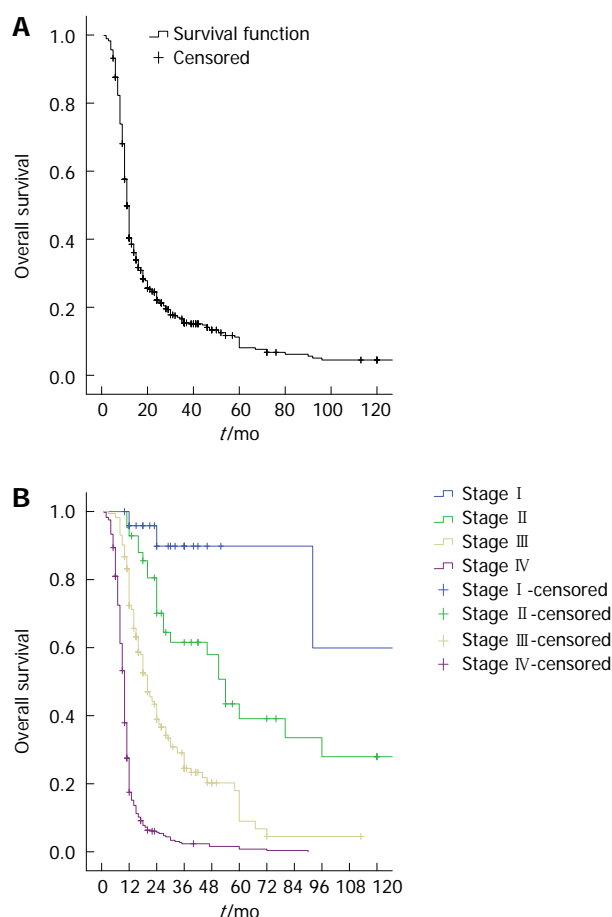 A
Survival function
Censored
1.0
0.8
0.6
0.4
0.2
0.0
Overall survival
0 20 40 60 80 100 120
t/mo
B
Stage Ⅰ
Stage Ⅱ
Stage Ⅲ
Stage Ⅳ
Stage Ⅰ-censored
Stage Ⅱ-censored
Stage Ⅲ-censored
Stage Ⅳ-censored
1.0
0.8
0.6
0.4
0.2
0.0
Overall survival
0 12 24 36 48 60 72 84 96 108 120
t/mo